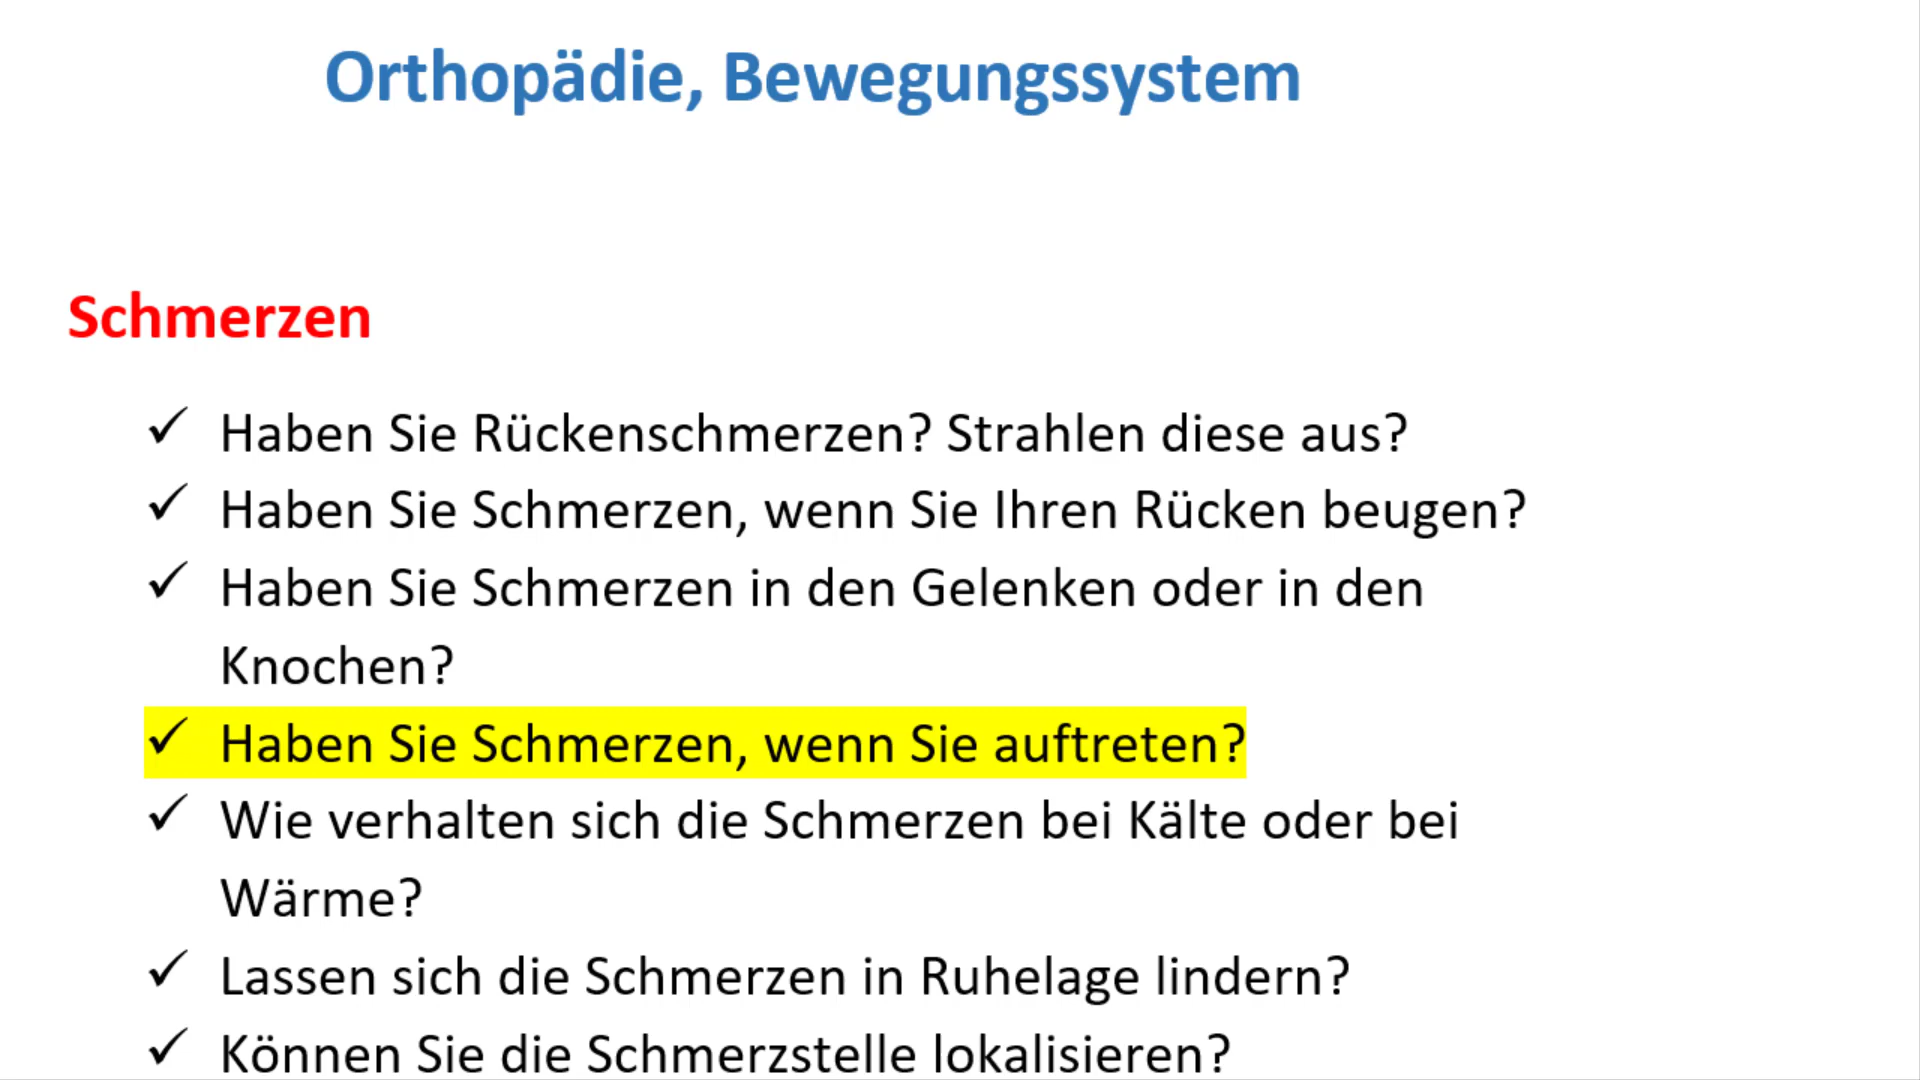 Orthopädie, Bewegungssystem
Schmerzen
✓ Haben Sie Rückenschmerzen? Strahlen diese aus?
✓ Haben Sie Schmerzen, wenn Sie Ihren Rücken beugen?
✓ Haben Sie Schmerzen in den Gelenken oder in den
Knochen?
✓ Haben Sie Schmerzen, wenn Sie auftreten?
✓ Wie verhalten sich die Schmerzen bei Kälte oder bei
Wärme?
✓ Lassen sich die Schmerzen in Ruhelage lindern?
✓ Können Sie die Schmerzstelle lokalisieren?